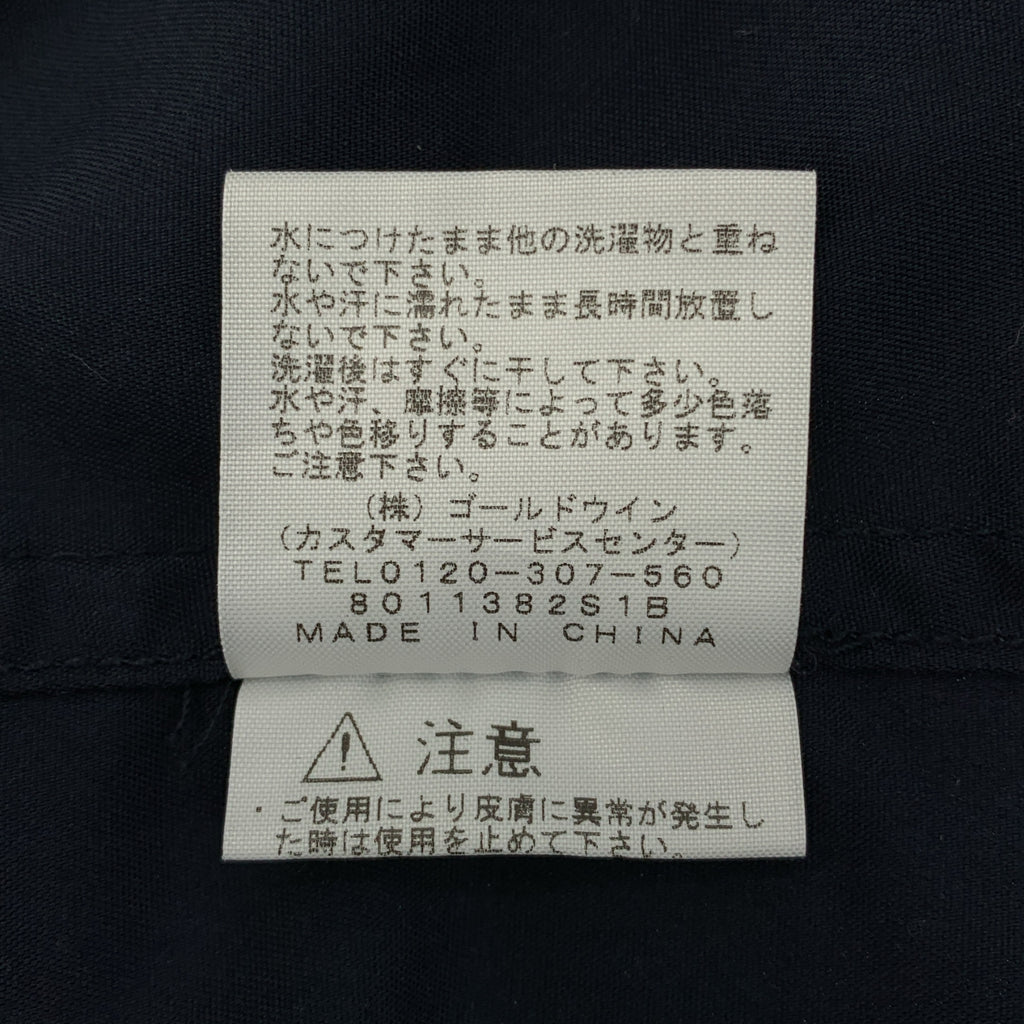 水につけたまま他の洗濯物と重ね
ないで下さい。
水や汗に濡れたまま長時間放置し
ないで下さい。
洗濯後はすぐに干して下さい。
水や汗、摩擦等によって多少色落
ちや色移りすることがあります。
ご注意下さい。
(株)ゴールドウイン
(カスタマーサービスセンター)
TEL0120-307-560
8011382S1B
MADE IN CHINA
注意
・ご使用により皮膚に異常が発生し
た時は使用を止めて下さい。